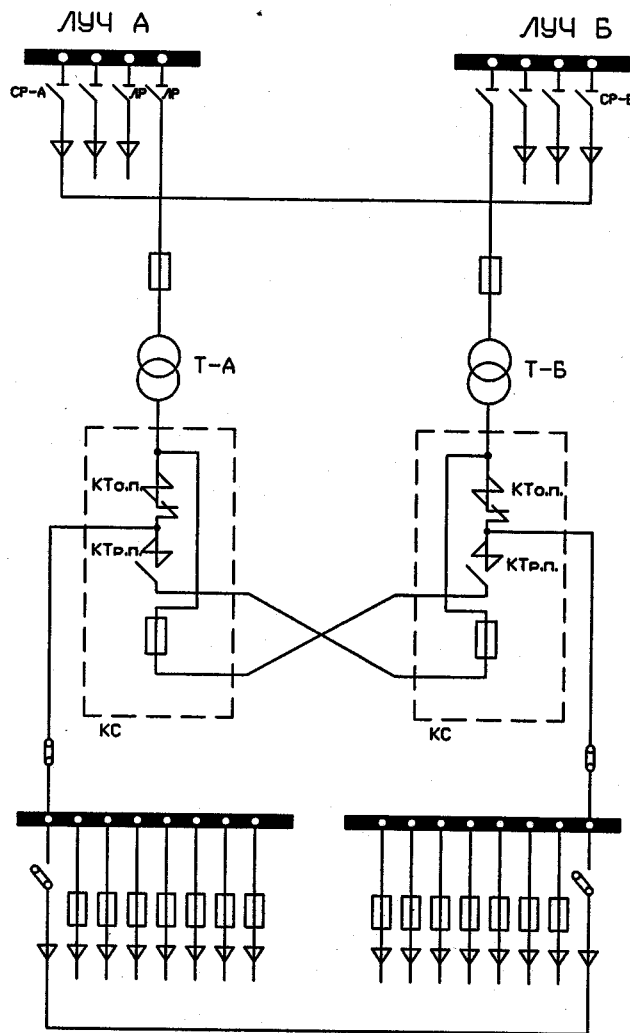 ЛУЧ А
ЛУЧ Б
СР-А
ЛР
ЛР
СР-Б
Т-А
Т-Б
КТо.п.
КТо.п.
КТр.п.
КТр.п.
КС
КС